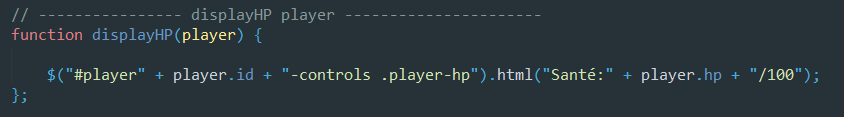 // ---------------- displayHP player ----------------------
function displayHP(player) {
$("#player" + player.id + "-controls .player-hp").html("Santé:" + player.hp + "/100");
};